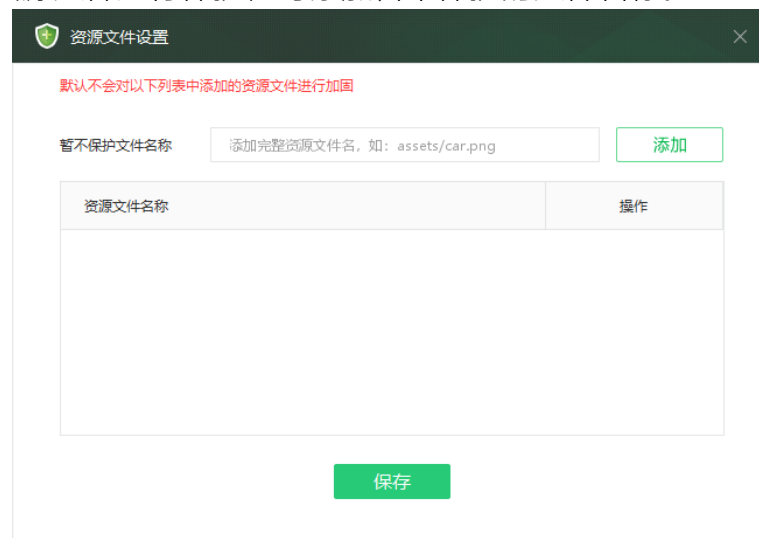 资源文件设置
默认不会对以下列表中添加的资源文件进行加固
暂不保护文件名称
添加完整资源文件名, 如: assets/car.png
添加
资源文件名称
操作
保存